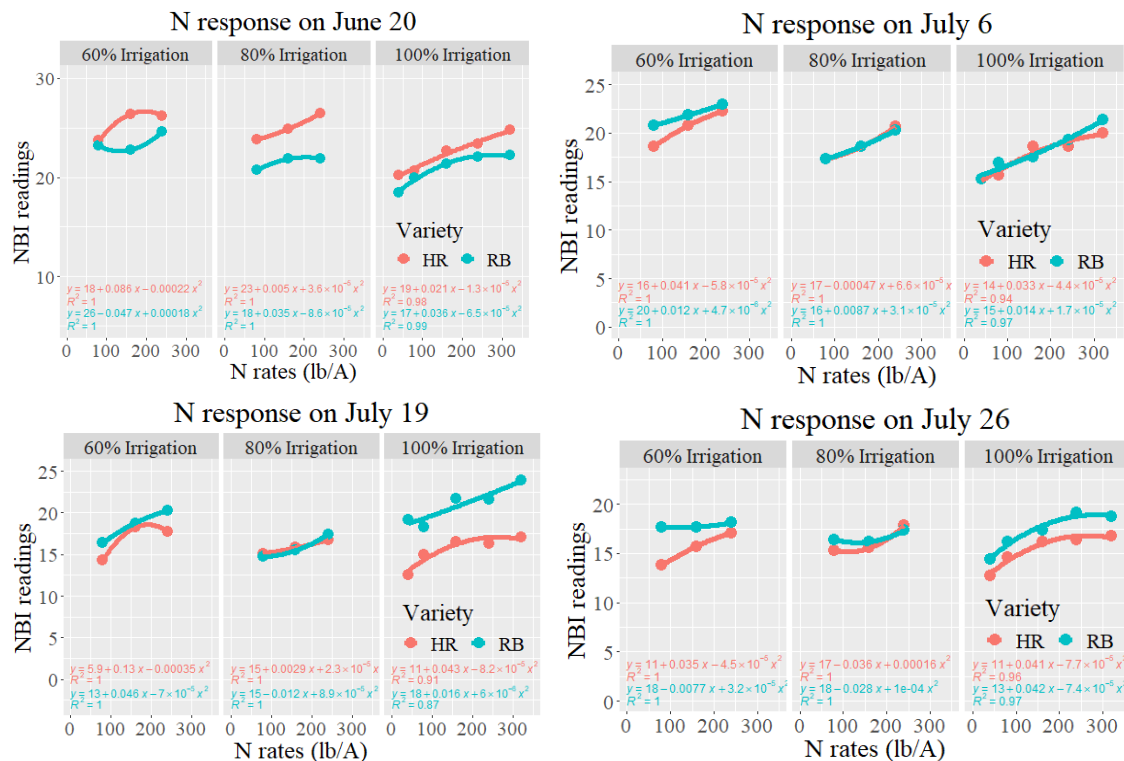 N response on June 20
60% Irrigation 80% Irrigation 100% Irrigation
30
20
10
NBI readings
Variety
HR RB
y = 18 + 0.086 x − 0.00022 x²
R² = 1
y = 26 − 0.047 x + 0.00018 x²
R² = 1
y = 23 + 0.005 x + 3.6 × 10⁻⁵ x²
R² = 1
y = 18 + 0.035 x − 8.6 × 10⁻⁵ x²
R² = 1
y = 19 + 0.021 x − 1.3 × 10⁻⁵ x²
R² = 0.98
y = 17 + 0.036 x − 6.5 × 10⁻⁵ x²
R² = 0.99
0 100 200 300 0 100 200 300 0 100 200 300
N rates (lb/A)
N response on July 6
60% Irrigation 80% Irrigation 100% Irrigation
25
20
15
10
5
0
NBI readings
Variety
HR RB
y = 16 + 0.041 x − 5.8 × 10⁻⁵ x²
R² = 1
y = 20 + 0.012 x + 4.7 × 10⁻⁶ x²
R² = 1
y = 17 − 0.00047 x + 6.6 × 10⁻⁵ x²
R² = 1
y = 16 + 0.0087 x + 3.1 × 10⁻⁵ x²
R² = 1
y = 14 + 0.033 x − 4.4 × 10⁻⁵ x²
R² = 0.94
y = 15 + 0.014 x + 1.7 × 10⁻⁵ x²
R² = 0.97
0 100 200 300 0 100 200 300 0 100 200 300
N rates (lb/A)
N response on July 19
60% Irrigation 80% Irrigation 100% Irrigation
25
20
15
10
5
0
NBI readings
Variety
HR RB
y = 5.9 + 0.13 x − 0.00035 x²
R² = 1
y = 13 + 0.046 x − 7 × 10⁻⁵ x²
R² = 1
y = 15 + 0.0029 x + 2.3 × 10⁻⁵ x²
R² = 1
y = 15 − 0.012 x + 8.9 × 10⁻⁵ x²
R² = 1
y = 11 + 0.043 x − 8.2 × 10⁻⁵ x²
R² = 0.91
y = 18 + 0.016 x + 6 × 10⁻⁶ x²
R² = 0.87
0 100 200 300 0 100 200 300 0 100 200 300
N rates (lb/A)
N response on July 26
60% Irrigation 80% Irrigation 100% Irrigation
20
15
10
5
0
NBI readings
Variety
HR RB
y = 11 + 0.035 x − 4.5 × 10⁻⁵ x²
R² = 1
y = 18 − 0.0077 x + 3.2 × 10⁻⁵ x²
R² = 1
y = 17 − 0.036 x + 0.00016 x²
R² = 1
y = 18 − 0.028 x + 1e−04 x²
R² = 1
y = 11 + 0.041 x − 7.7 × 10⁻⁵ x²
R² = 0.96
y = 13 + 0.042 x − 7.4 × 10⁻⁵ x²
R² = 0.97
0 100 200 300 0 100 200 300 0 100 200 300
N rates (lb/A)